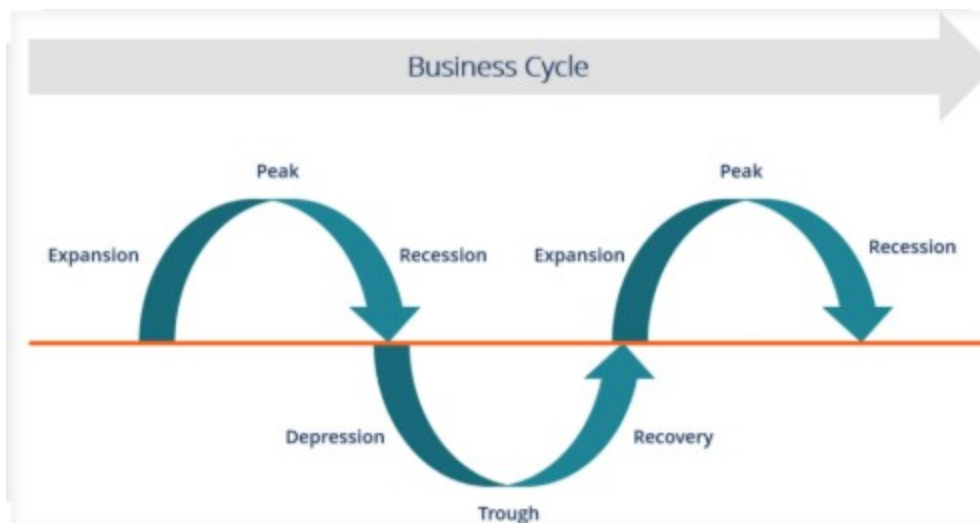 Business Cycle
Peak
Peak
Expansion
Recession
Expansion
Recession
Depression
Recovery
Trough